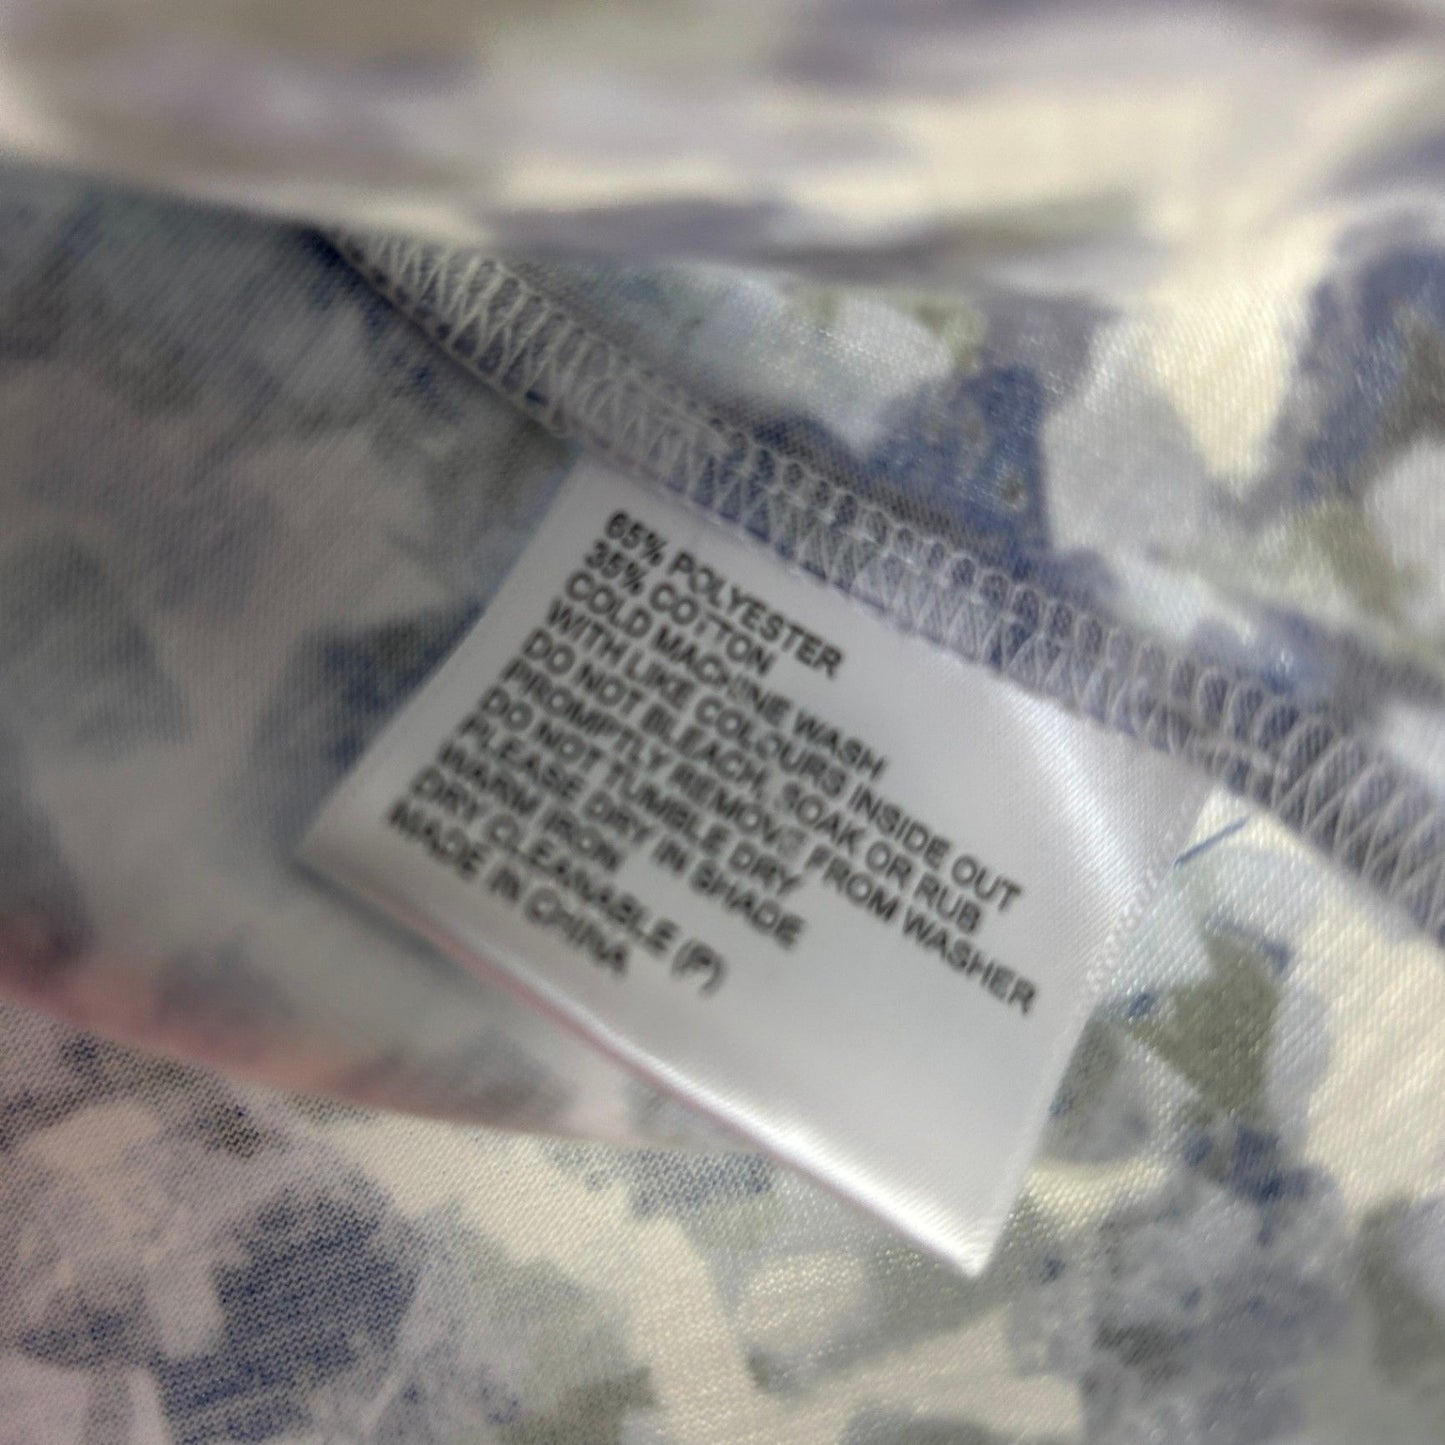 65% POLYESTER
35% COTTON
COLD MACHINE WASH
WITH LIKE COLOURS INSIDE OUT
DO NOT BLEACH, SOAK OR RUB
PROMPTLY REMOVE FROM WASHER
DO NOT TUMBLE DRY
PLEASE DRY IN SHADE
WARM IRON
DRY CLEANABLE (P)
MADE IN CHINA